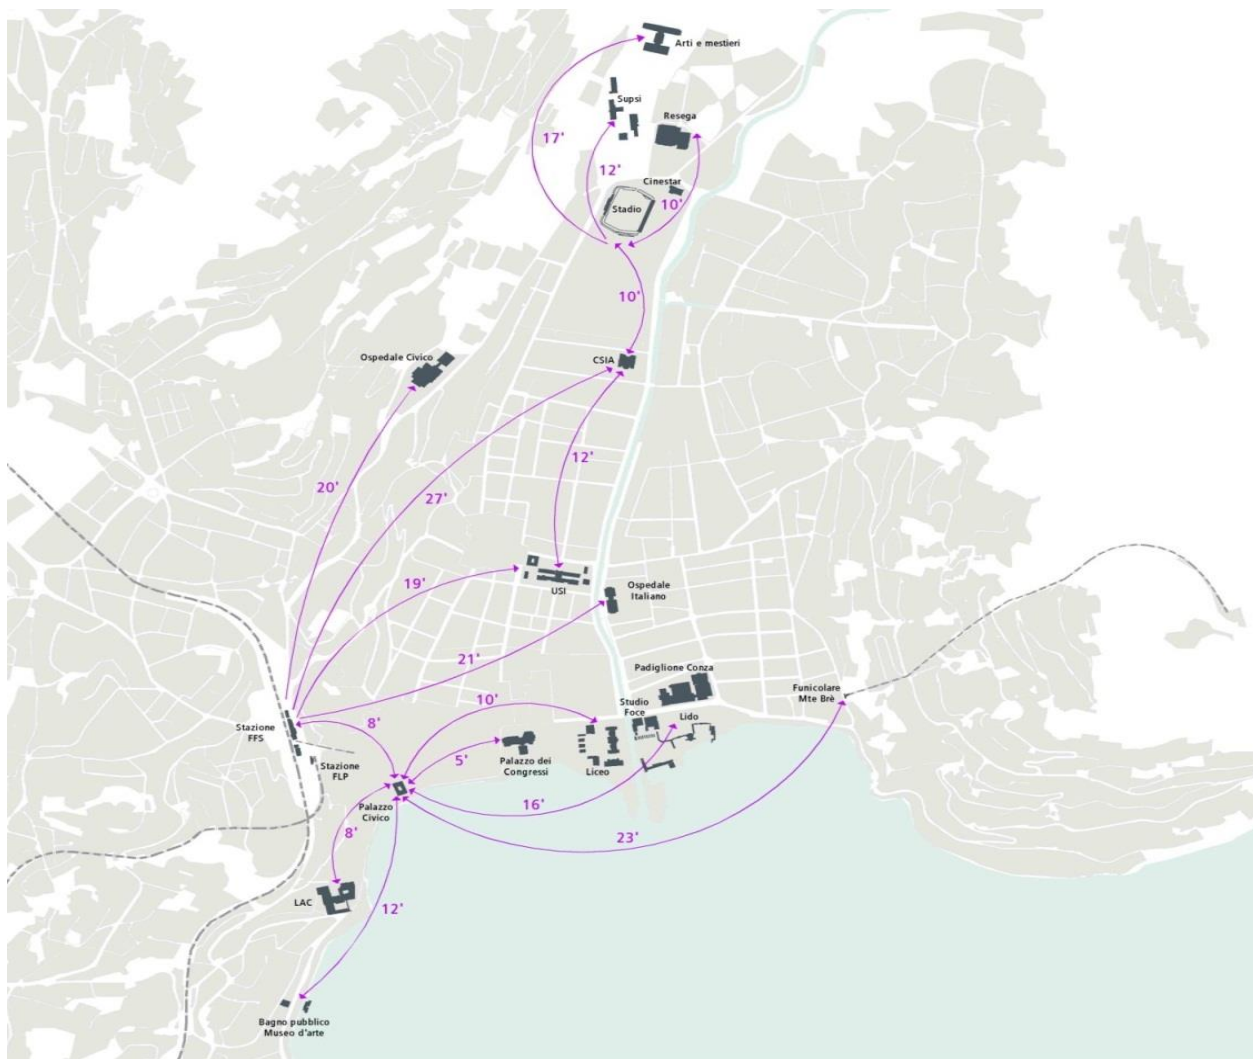 Arti e mestieri
Supsi
Resega
17'
12'
Cinestar
Stadio
10'
10'
Ospedale Civico
CSIA
12'
20'
27'
19'
USI
Ospedale
Italiano
21'
Padiglione Conza
Funicolare
Mte Brè
10'
Studio
Foce
Lido
8'
Stazione
FFS
Stazione
FLP
5'
Palazzo dei
Congressi
Liceo
Palazzo
Civico
16'
8'
23'
LAC
12'
Bagno pubblico
Museo d'arte